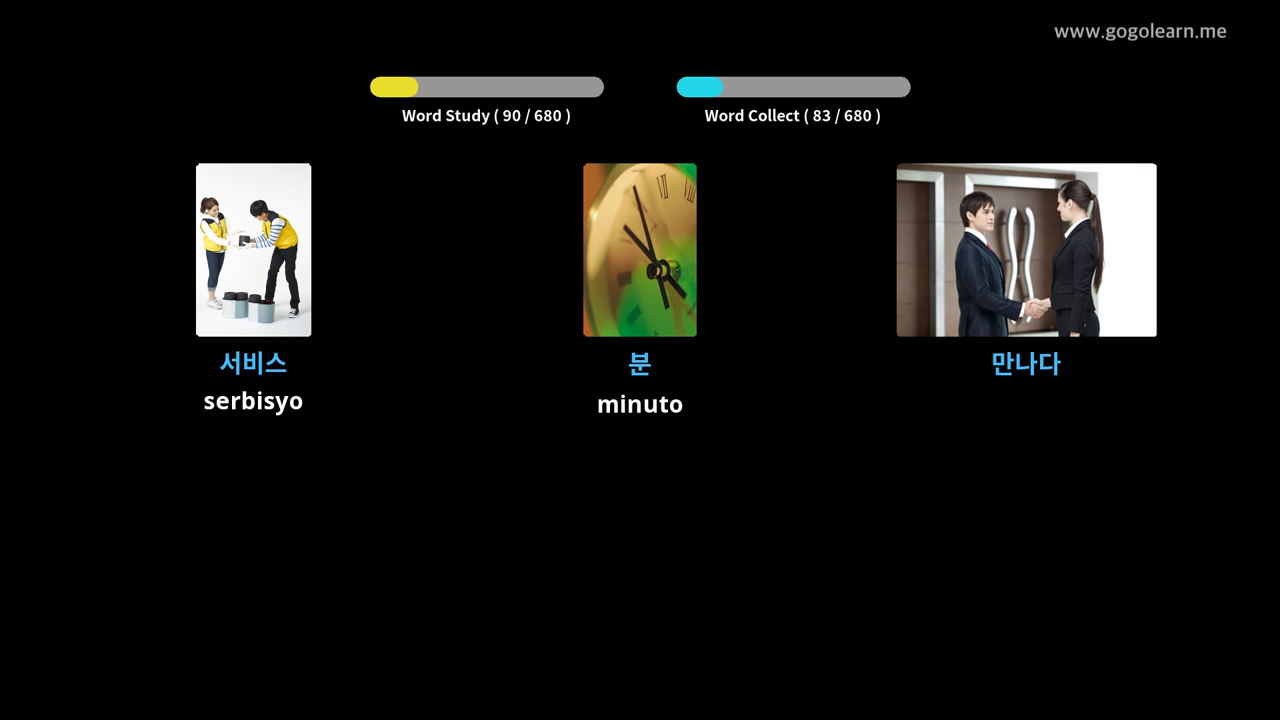 www.gogolearn.me
Word Study ( 90 / 680 )
Word Collect ( 83 / 680 )
서비스
serbisyo
분
minuto
만나다